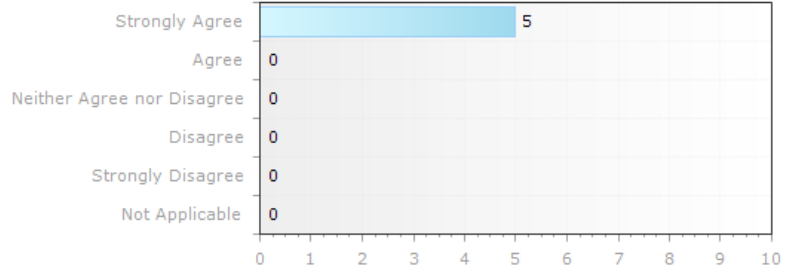 Strongly Agree 5
Agree 0
Neither Agree nor Disagree 0
Disagree 0
Strongly Disagree 0
Not Applicable 0
0 1 2 3 4 5 6 7 8 9 10